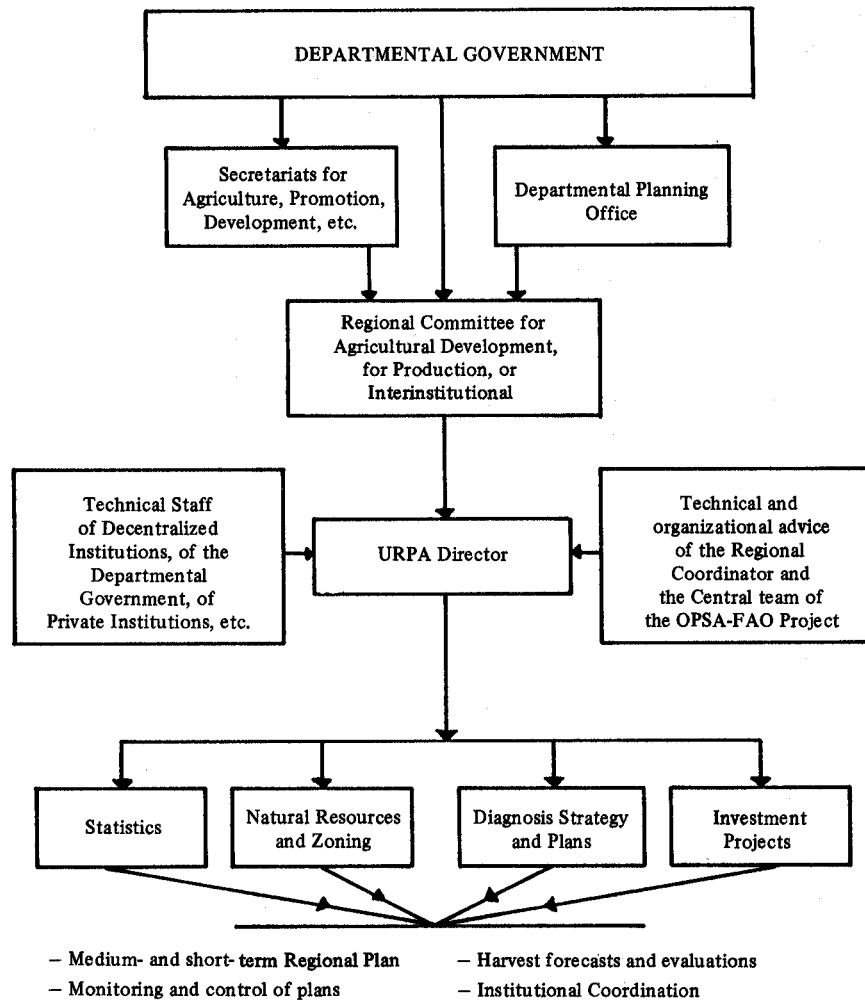 DEPARTMENTAL GOVERNMENT
Secretariats for
Agriculture, Promotion,
Development, etc.
Departmental Planning
Office
Regional Committee for
Agricultural Development,
for Production, or
Interinstitutional
Technical Staff
of Decentralized
Institutions, of the
Departmental
Government, of
Private Institutions, etc.
URPA Director
Technical and
organizational advice
of the Regional
Coordinator and
the Central team of
the OPSA-FAO Project
Statistics
Natural Resources
and Zoning
Diagnosis Strategy
and Plans
Investment
Projects
– Medium- and short-term Regional Plan
– Monitoring and control of plans
– Harvest forecasts and evaluations
– Institutional Coordination